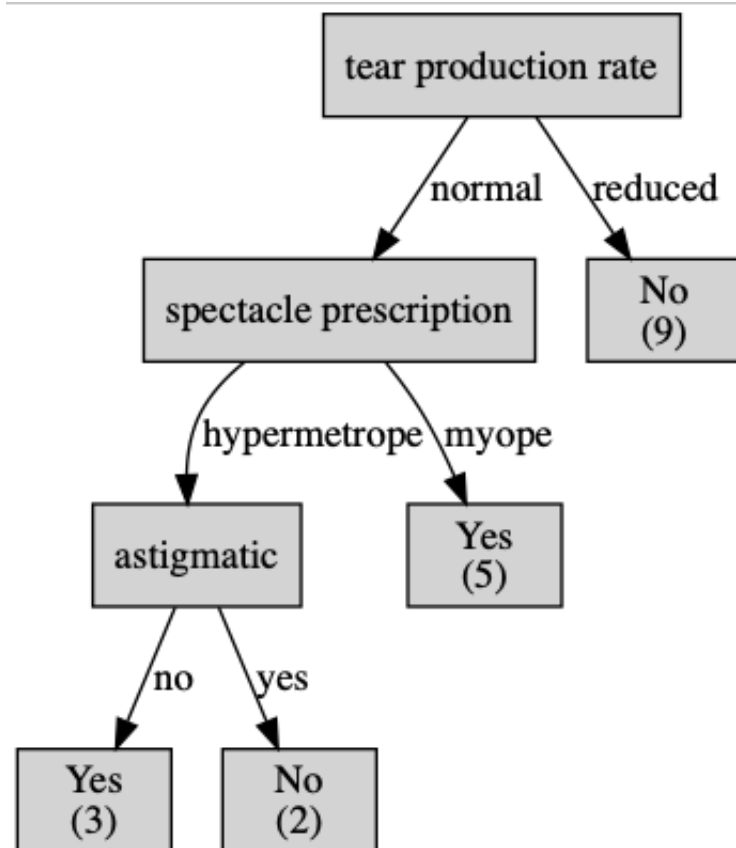 tear production rate
normal
reduced
spectacle prescription
No
(9)
hypermetrope
myope
astigmatic
Yes
(5)
no
yes
Yes
(3)
No
(2)